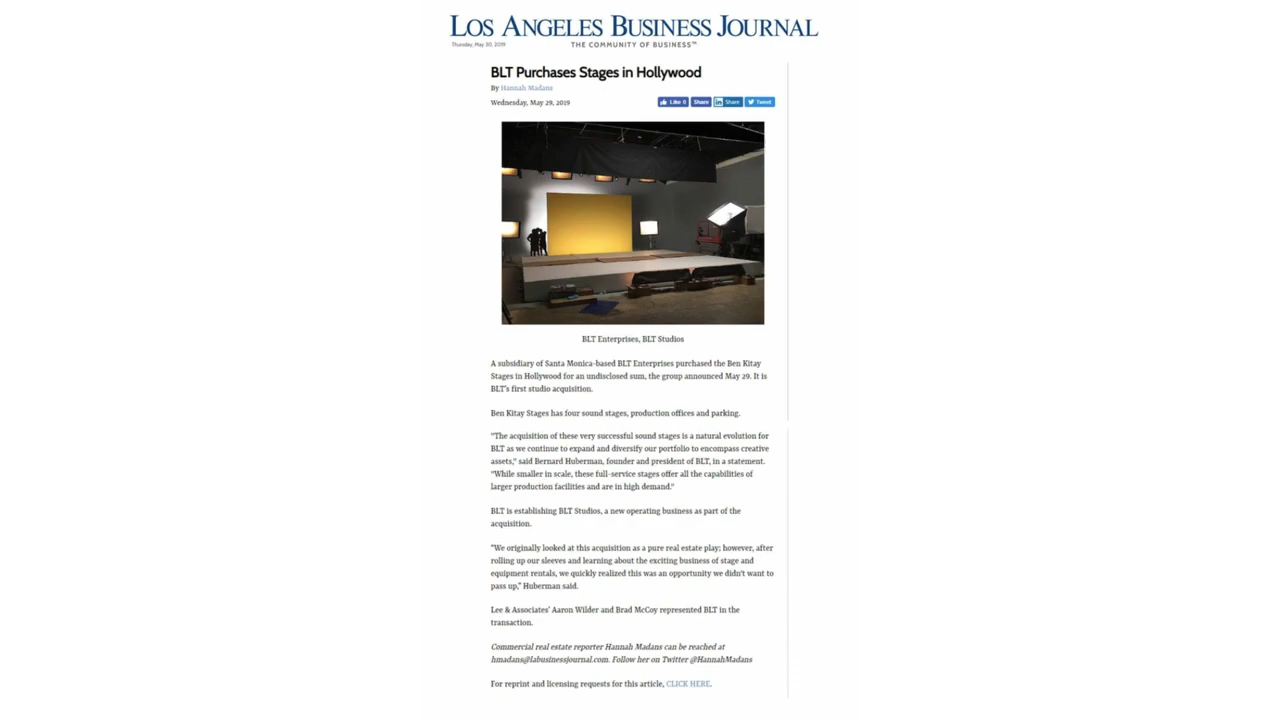 LOS ANGELES BUSINESS JOURNAL
Thursday, May 30, 2019
THE COMMUNITY OF BUSINESS™
BLT Purchases Stages in Hollywood
By Hannah Madans
Wednesday, May 29, 2019
Like 0 Share Share Tweet
BLT Enterprises, BLT Studios
A subsidiary of Santa Monica-based BLT Enterprises purchased the Ben Kitay
Stages in Hollywood for an undisclosed sum, the group announced May 29. It is
BLT's first studio acquisition.
Ben Kitay Stages has four sound stages, production offices and parking.
"The acquisition of these very successful sound stages is a natural evolution for
BLT as we continue to expand and diversify our portfolio to encompass creative
assets," said Bernard Huberman, founder and president of BLT, in a statement.
"While smaller in scale, these full-service stages offer all the capabilities of
larger production facilities and are in high demand."
BLT is establishing BLT Studios, a new operating business as part of the
acquisition.
"We originally looked at this acquisition as a pure real estate play; however, after
rolling up our sleeves and learning about the exciting business of stage and
equipment rentals, we quickly realized this was an opportunity we didn't want to
pass up," Huberman said.
Lee & Associates' Aaron Wilder and Brad McCoy represented BLT in the
transaction.
Commercial real estate reporter Hannah Madans can be reached at
hmadans@labusinessjournal.com. Follow her on Twitter @HannahMadans
For reprint and licensing requests for this article, CLICK HERE.